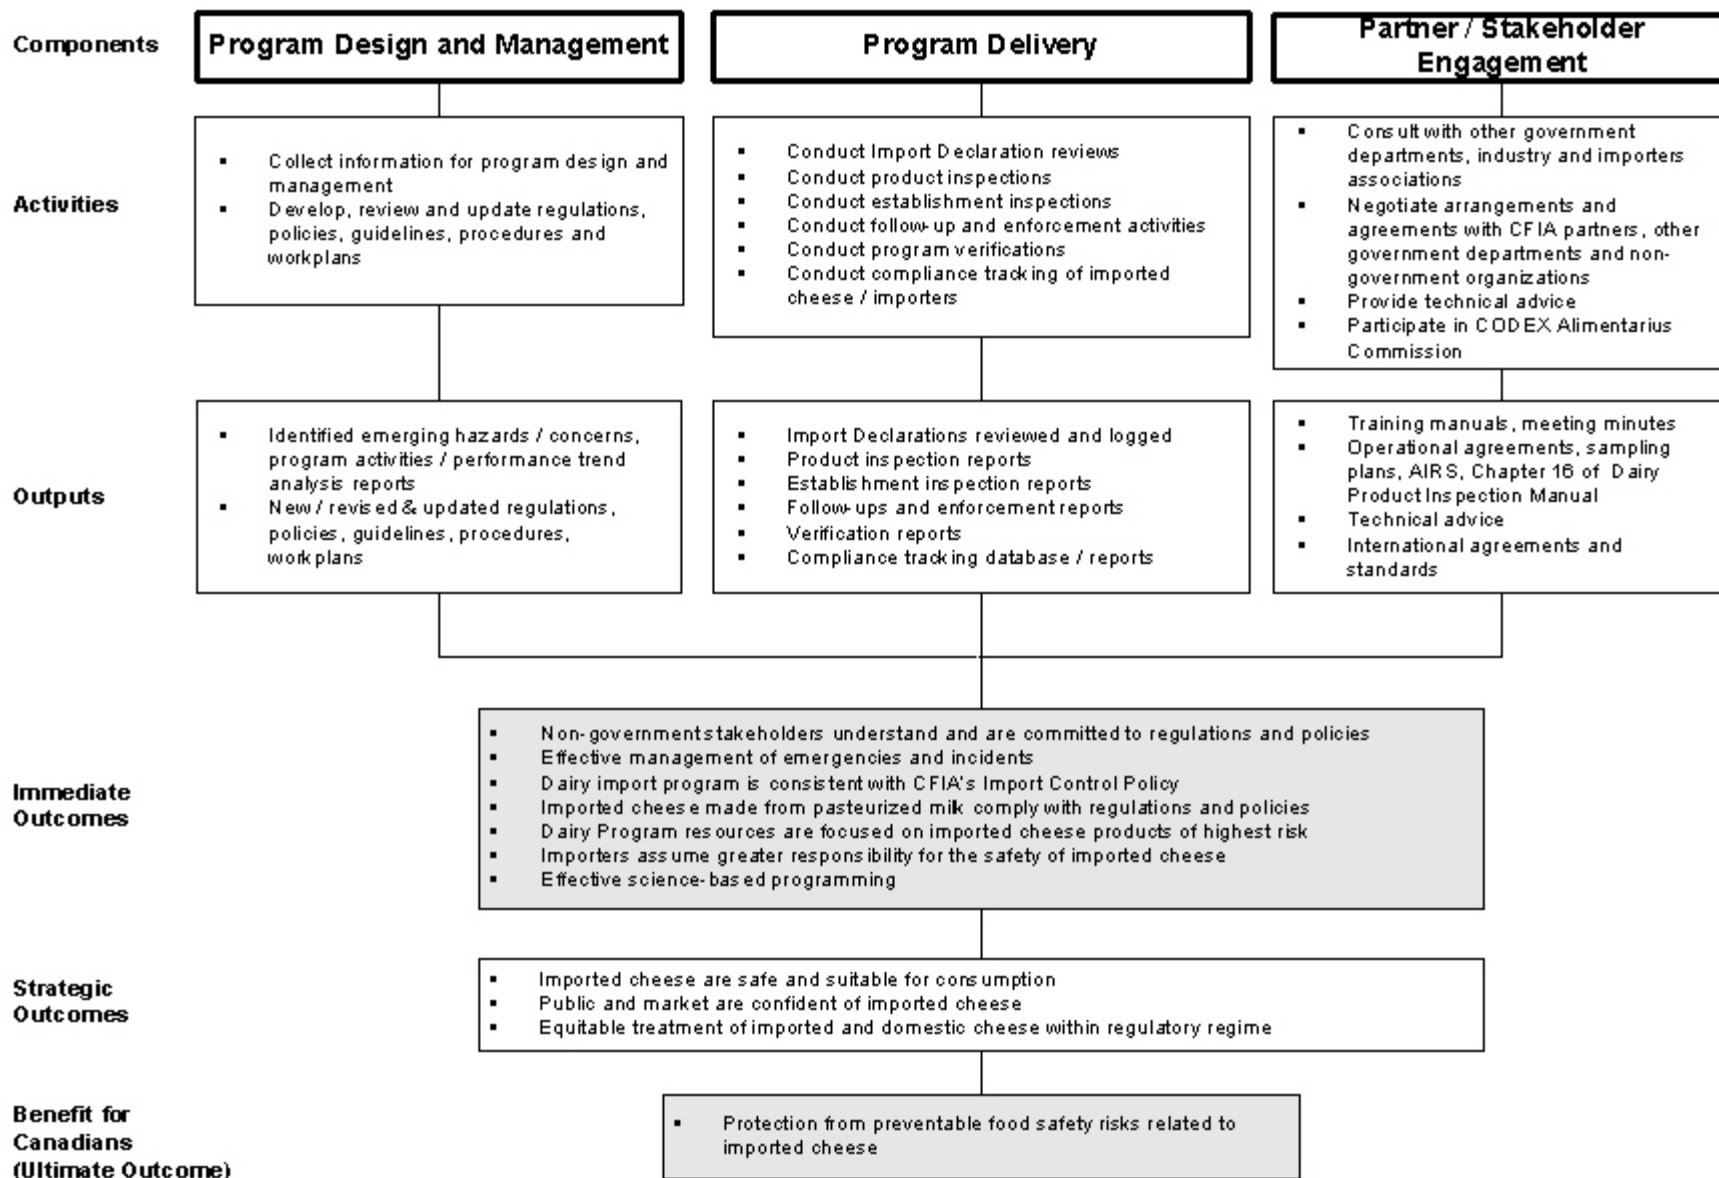 Components
Program Design and Management
Program Delivery
Partner / Stakeholder
Engagement
Activities
▪ Collect information for program design and
management
▪ Develop, review and update regulations,
policies, guidelines, procedures and
workplans
▪ Conduct Import Declaration reviews
▪ Conduct product inspections
▪ Conduct establishment inspections
▪ Conduct follow-up and enforcement activities
▪ Conduct program verifications
▪ Conduct compliance tracking of imported
cheese / importers
▪ Consult with other government
departments, industry and importers
associations
▪ Negotiate arrangements and
agreements with CFIA partners, other
government departments and non-
government organizations
▪ Provide technical advice
▪ Participate in CODEX Alimentarius
Commission
Outputs
▪ Identified emerging hazards / concerns,
program activities / performance trend
analysis reports
▪ New / revised & updated regulations,
policies, guidelines, procedures,
workplans
▪ Import Declarations reviewed and logged
▪ Product inspection reports
▪ Establishment inspection reports
▪ Follow-ups and enforcement reports
▪ Verification reports
▪ Compliance tracking database / reports
▪ Training manuals, meeting minutes
▪ Operational agreements, sampling
plans, AIRS, Chapter 16 of Dairy
Product Inspection Manual
▪ Technical advice
▪ International agreements and
standards
Immediate
Outcomes
▪ Non-government stakeholders understand and are committed to regulations and policies
▪ Effective management of emergencies and incidents
▪ Dairy import program is consistent with CFIA's Import Control Policy
▪ Imported cheese made from pasteurized milk comply with regulations and policies
▪ Dairy Program resources are focused on imported cheese products of highest risk
▪ Importers assume greater responsibility for the safety of imported cheese
▪ Effective science-based programming
Strategic
Outcomes
▪ Imported cheese are safe and suitable for consumption
▪ Public and market are confident of imported cheese
▪ Equitable treatment of imported and domestic cheese within regulatory regime
Benefit for
Canadians
(Ultimate Outcome)
▪ Protection from preventable food safety risks related to
imported cheese